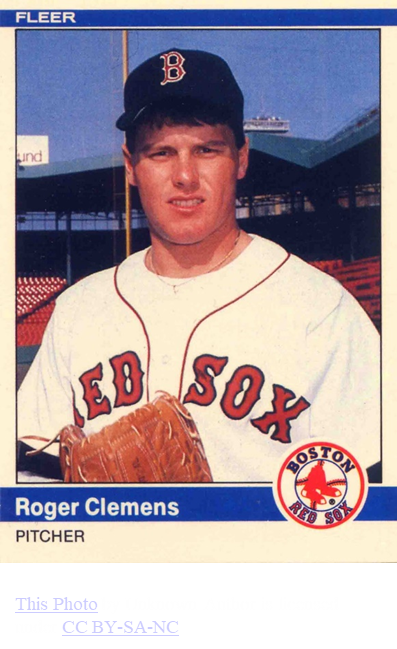 FLEER
und
B
RED SOX
BOSTON
RED SOX
®
Roger Clemens
PITCHER
This Photo
CC BY-SA-NC